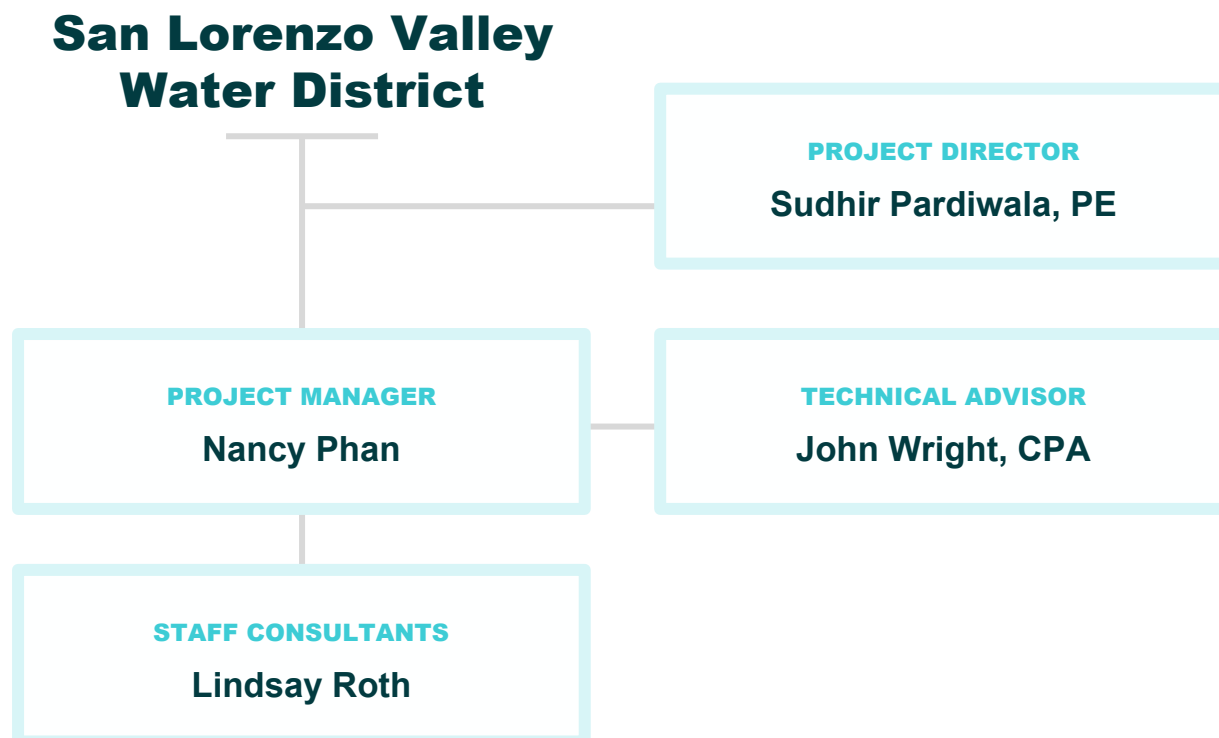 San Lorenzo Valley
Water District
PROJECT DIRECTOR
Sudhir Pardiwala, PE
PROJECT MANAGER
Nancy Phan
TECHNICAL ADVISOR
John Wright, CPA
STAFF CONSULTANTS
Lindsay Roth